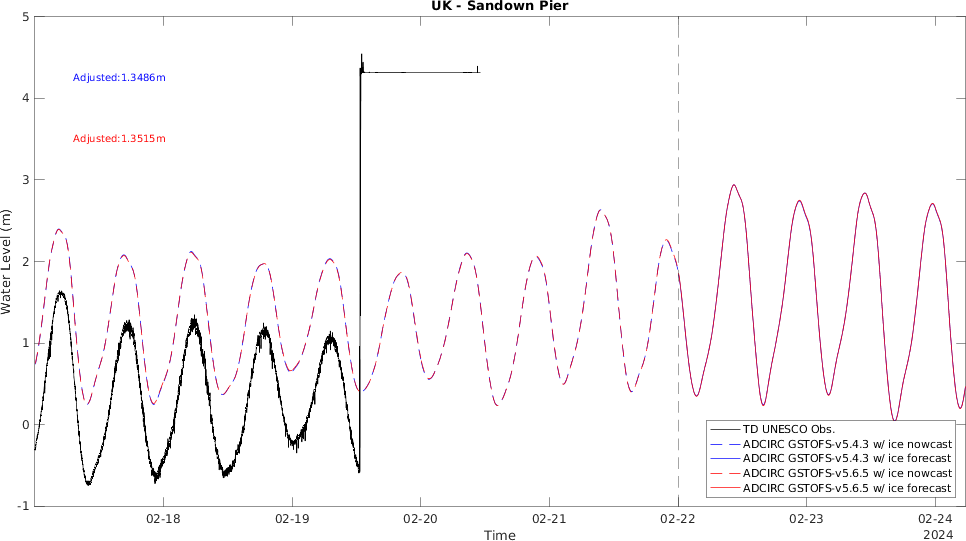 UK - Sandown Pier
5
4
3
2
1
0
-1
Water Level (m)
Adjusted:1.3486m
Adjusted:1.3515m
TD UNESCO Obs.
ADCIRC GSTOFS-v5.4.3 w/ ice nowcast
ADCIRC GSTOFS-v5.4.3 w/ ice forecast
ADCIRC GSTOFS-v5.6.5 w/ ice nowcast
ADCIRC GSTOFS-v5.6.5 w/ ice forecast
02-18 02-19 02-20 02-21 02-22 02-23 02-24
2024
Time